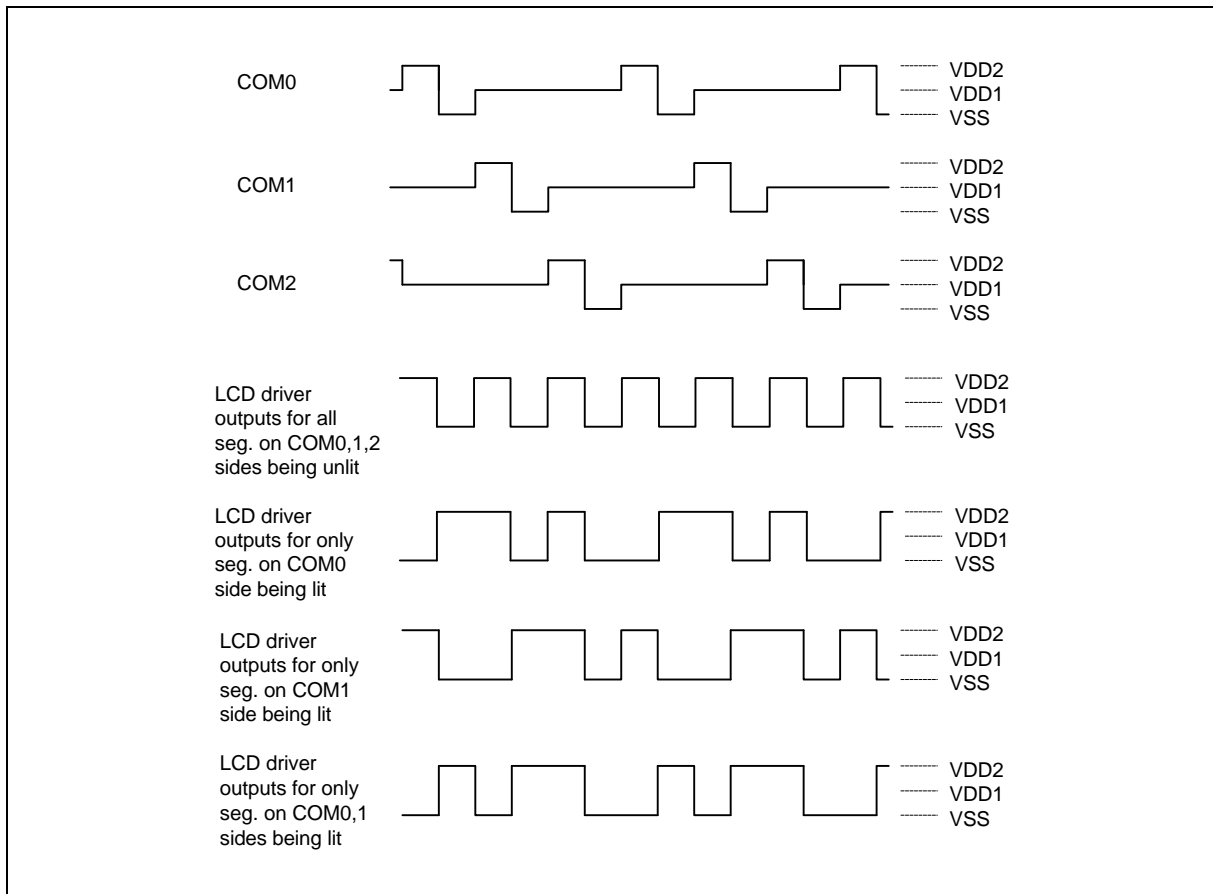 COM0
VDD2
VDD1
VSS
COM1
VDD2
VDD1
VSS
COM2
VDD2
VDD1
VSS
LCD driver
outputs for all
seg. on COM0,1,2
sides being unlit
VDD2
VDD1
VSS
LCD driver
outputs for only
seg. on COM0
side being lit
VDD2
VDD1
VSS
LCD driver
outputs for only
seg. on COM1
side being lit
VDD2
VDD1
VSS
LCD driver
outputs for only
seg. on COM0,1
sides being lit
VDD2
VDD1
VSS